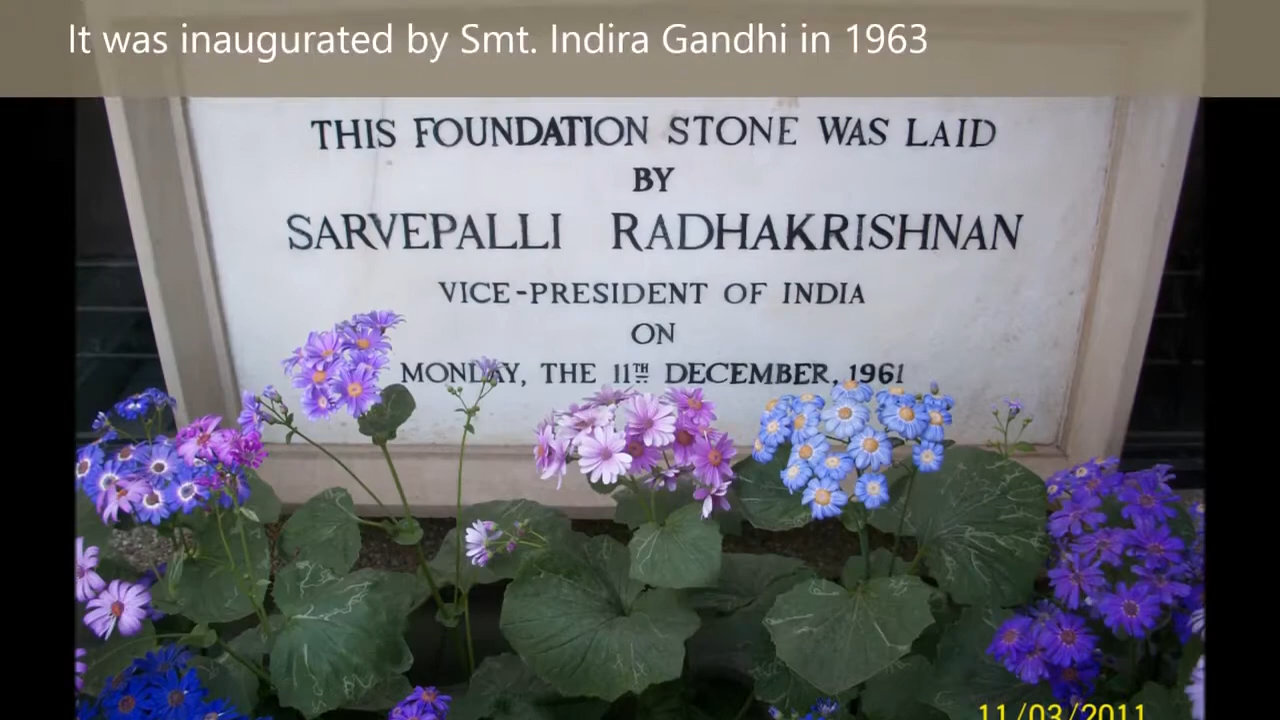 It was inaugurated by Smt. Indira Gandhi in 1963
THIS FOUNDATION STONE WAS LAID
BY
SARVEPALLI RADHAKRISHNAN
VICE-PRESIDENT OF INDIA
ON
MONDAY, THE 11TH DECEMBER, 1961
11/03/2011